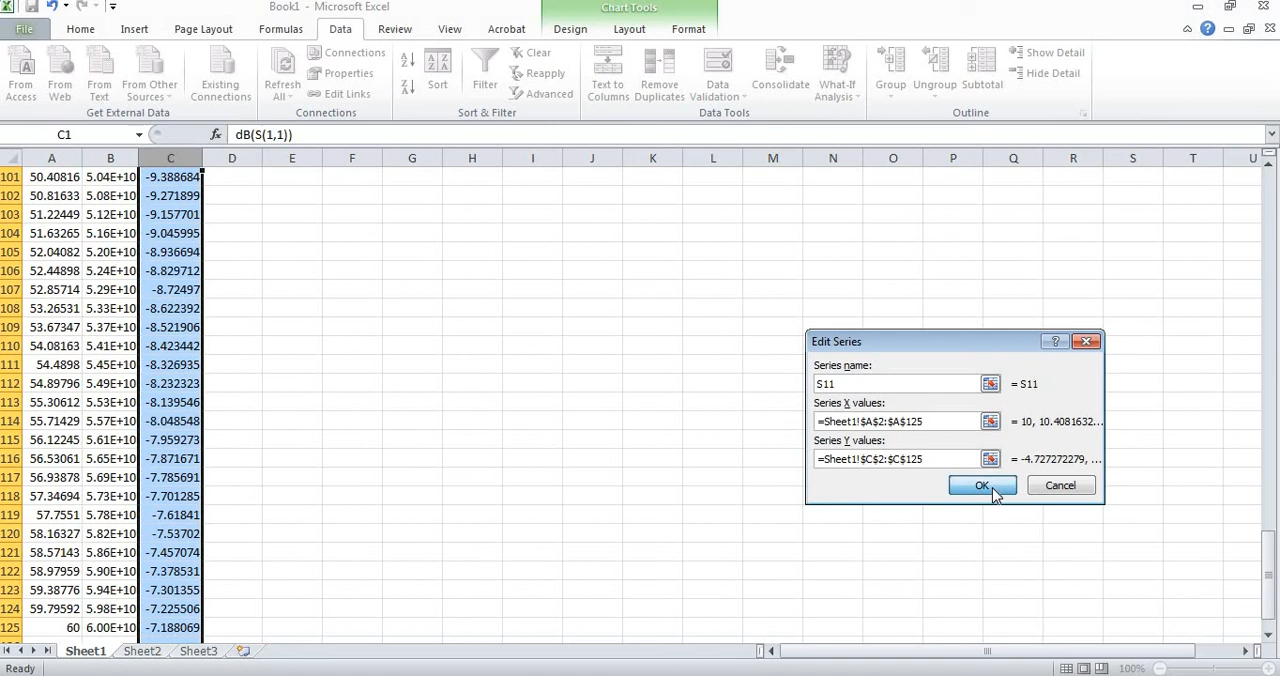 Book1 - Microsoft Excel
Chart Tools
File Home Insert Page Layout Formulas Data Review View Acrobat Design Layout Format
From Access
From Web
From Text
From Other Sources
Existing Connections
Get External Data
Refresh All
Connections
Properties
Edit Links
Connections
Sort
Filter
Clear
Reapply
Advanced
Sort & Filter
Text to Columns
Remove Duplicates
Data Validation
Consolidate
What-If Analysis
Data Tools
Group
Ungroup
Subtotal
Show Detail
Hide Detail
Outline
C1 fx dB(S(1,1))
A B C D E F G H I J K L M N O P Q R S T U
101 50.40816 5.04E+10 -9.388684
102 50.81633 5.08E+10 -9.271899
103 51.22449 5.12E+10 -9.157701
104 51.63265 5.16E+10 -9.045995
105 52.04082 5.20E+10 -8.936694
106 52.44898 5.24E+10 -8.829712
107 52.85714 5.29E+10 -8.72497
108 53.26531 5.33E+10 -8.622392
109 53.67347 5.37E+10 -8.521906
110 54.08163 5.41E+10 -8.423442
111 54.4898 5.45E+10 -8.326935
112 54.89796 5.49E+10 -8.232323
113 55.30612 5.53E+10 -8.139546
114 55.71429 5.57E+10 -8.048548
115 56.12245 5.61E+10 -7.959273
116 56.53061 5.65E+10 -7.871671
117 56.93878 5.69E+10 -7.785691
118 57.34694 5.73E+10 -7.701285
119 57.7551 5.78E+10 -7.61841
120 58.16327 5.82E+10 -7.53702
121 58.57143 5.86E+10 -7.457074
122 58.97959 5.90E+10 -7.378531
123 59.38776 5.94E+10 -7.301355
124 59.79592 5.98E+10 -7.225506
125 60 6.00E+10 -7.188069
Edit Series
Series name:
S11 = S11
Series X values:
=Sheet1!$A$2:$A$125 = 10, 10.4081632...
Series Y values:
=Sheet1!$C$2:$C$125 = -4.727272279, ...
OK Cancel
Sheet1 Sheet2 Sheet3
Ready 100%